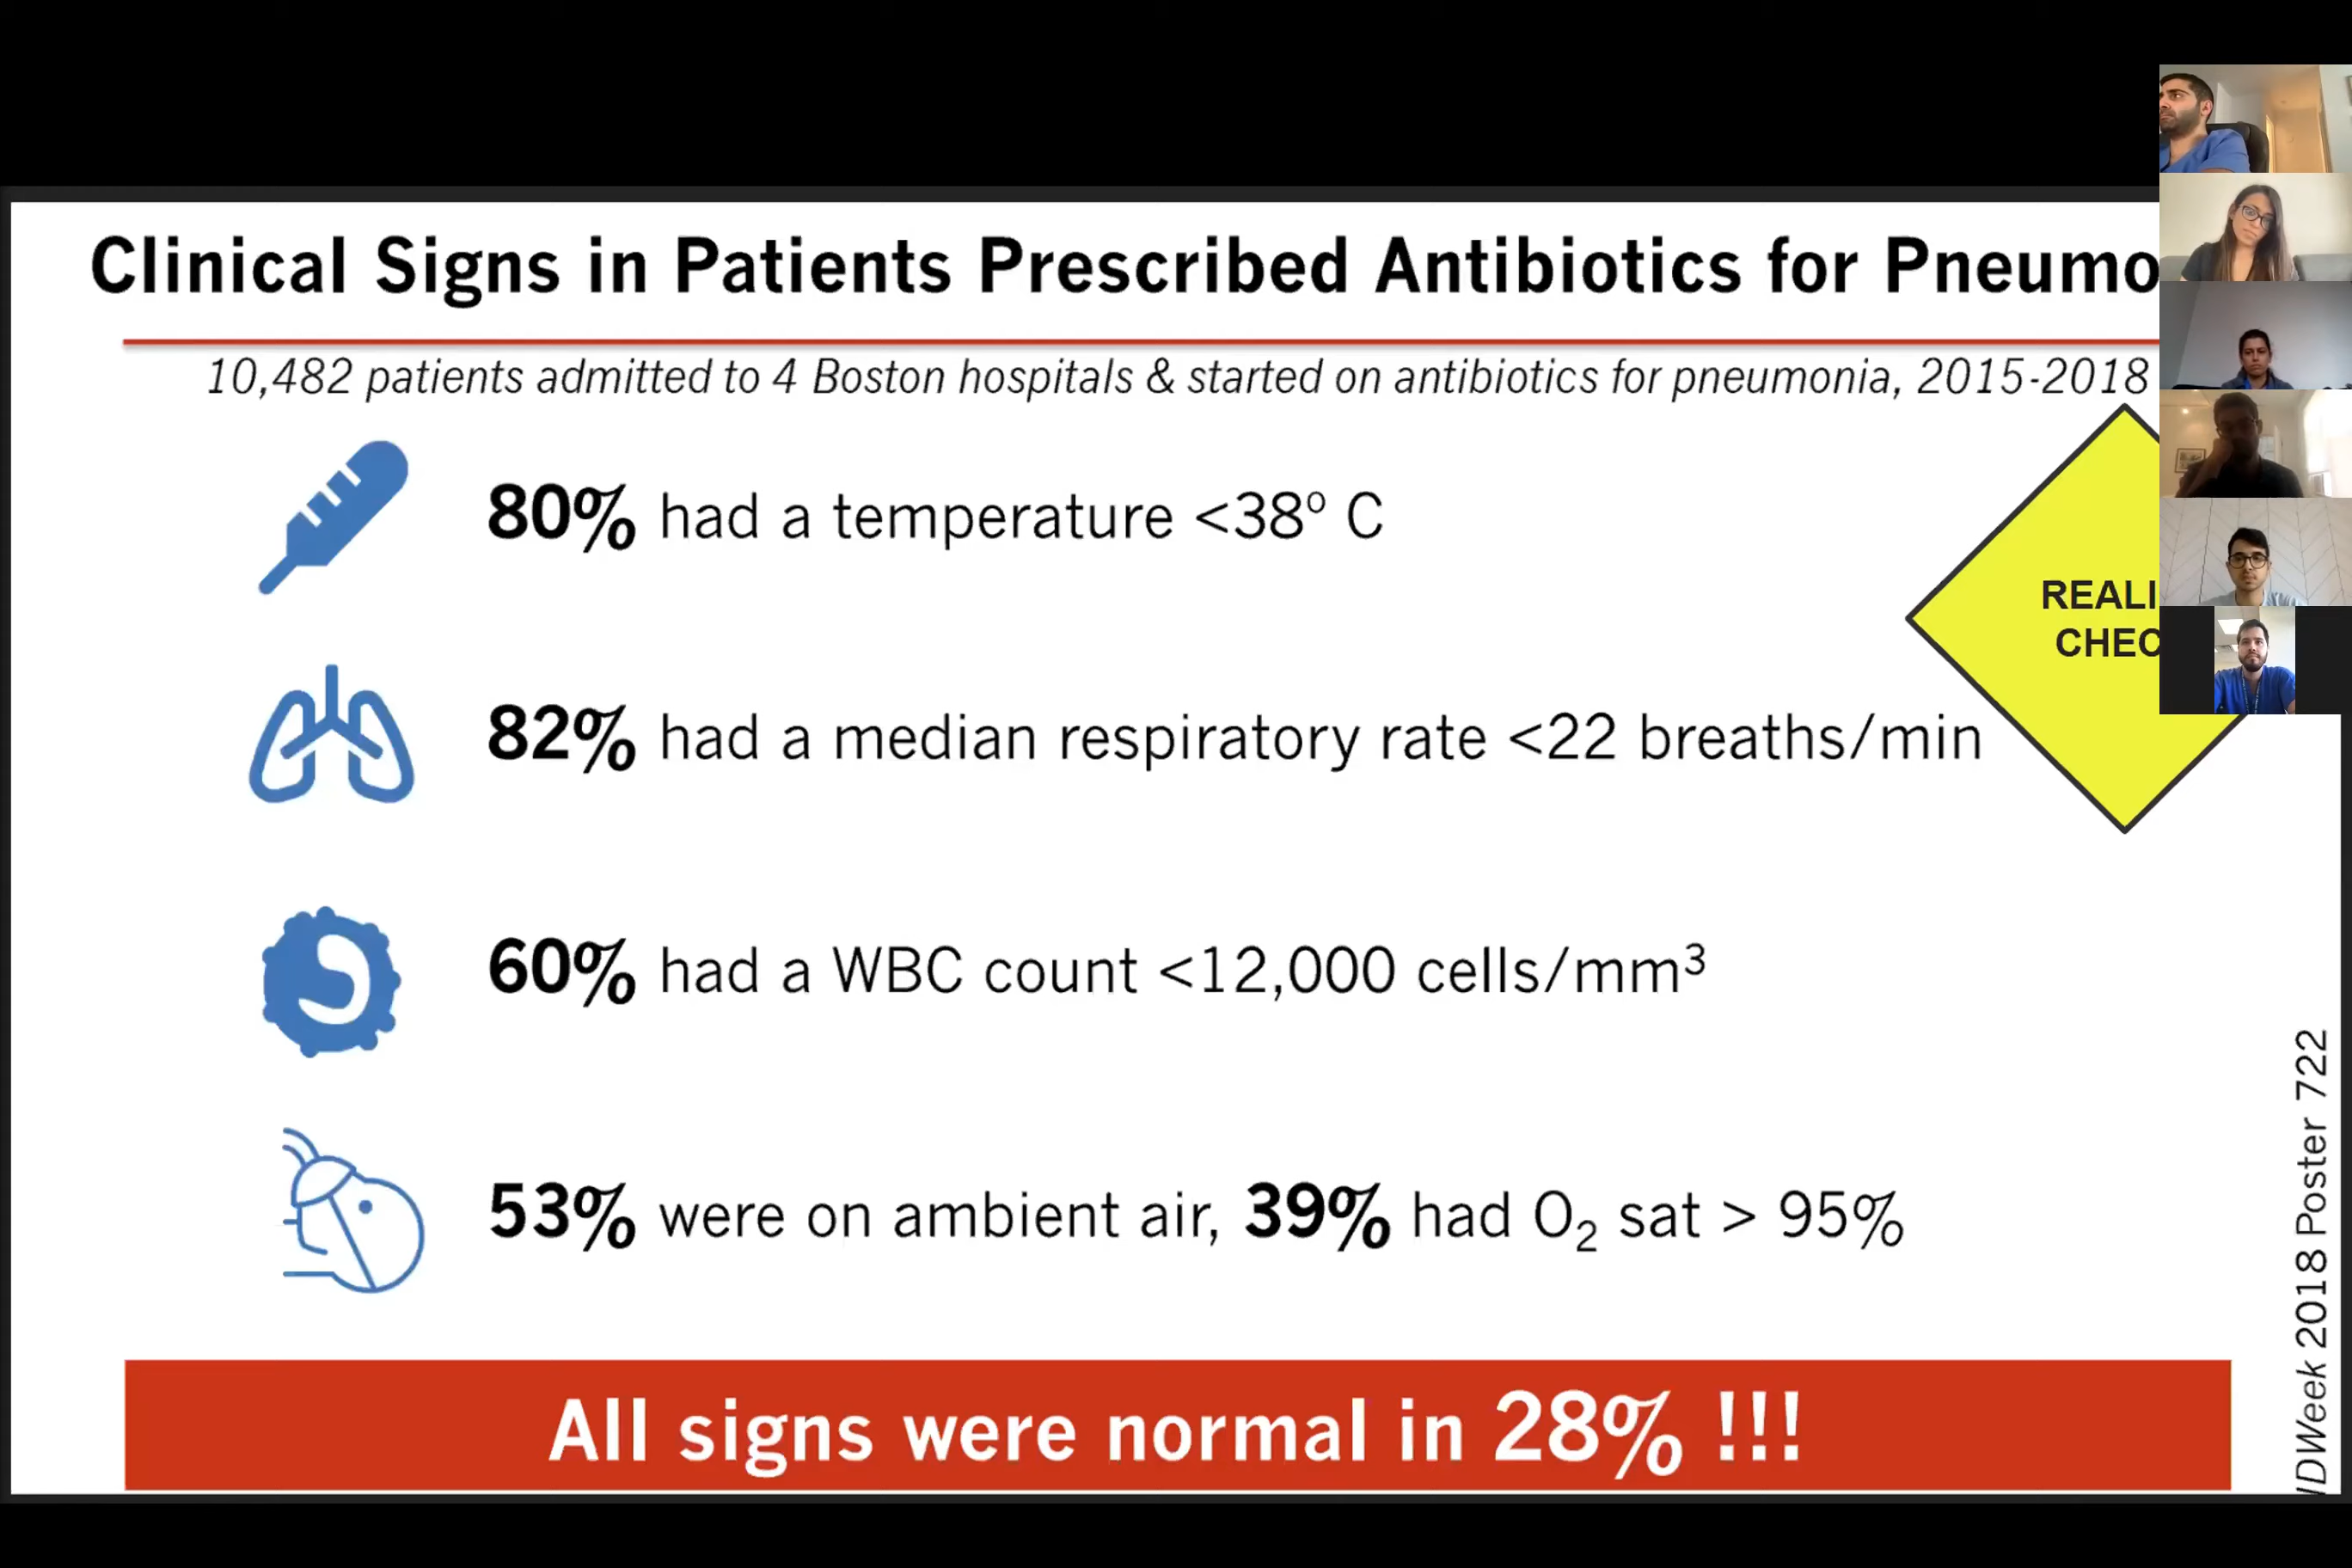 Clinical Signs in Patients Prescribed Antibiotics for Pneumo
10,482 patients admitted to 4 Boston hospitals & started on antibiotics for pneumonia, 2015-2018
80% had a temperature <38º C
REALI
CHEC
82% had a median respiratory rate <22 breaths/min
60% had a WBC count <12,000 cells/mm³
53% were on ambient air, 39% had O₂ sat > 95%
All signs were normal in 28% !!!
IDWeek 2018 Poster 722